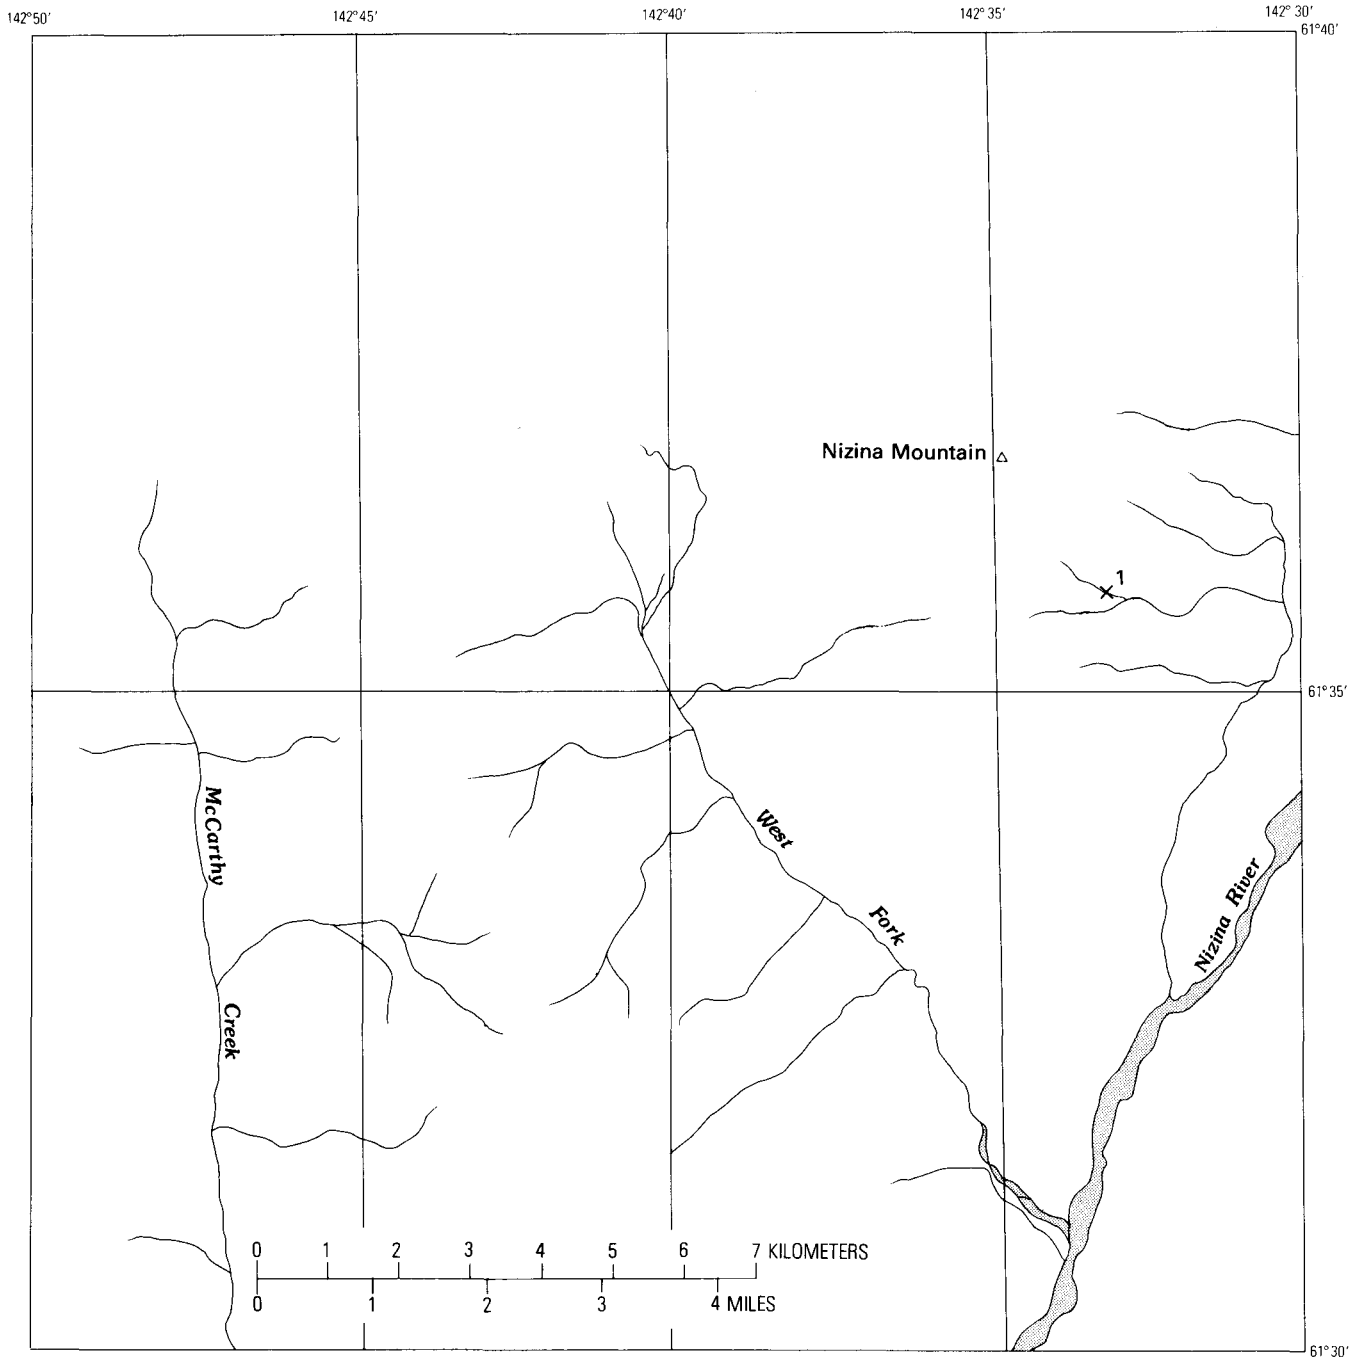 142°50′ 142°45′ 142°40′ 142°35′ 142°30′
61°40′
Nizina Mountain
1
61°35′
McCarthy
West
Fork
Nizina River
Creek
0 1 2 3 4 5 6 7 KILOMETERS
0 1 2 3 4 MILES
61°30′